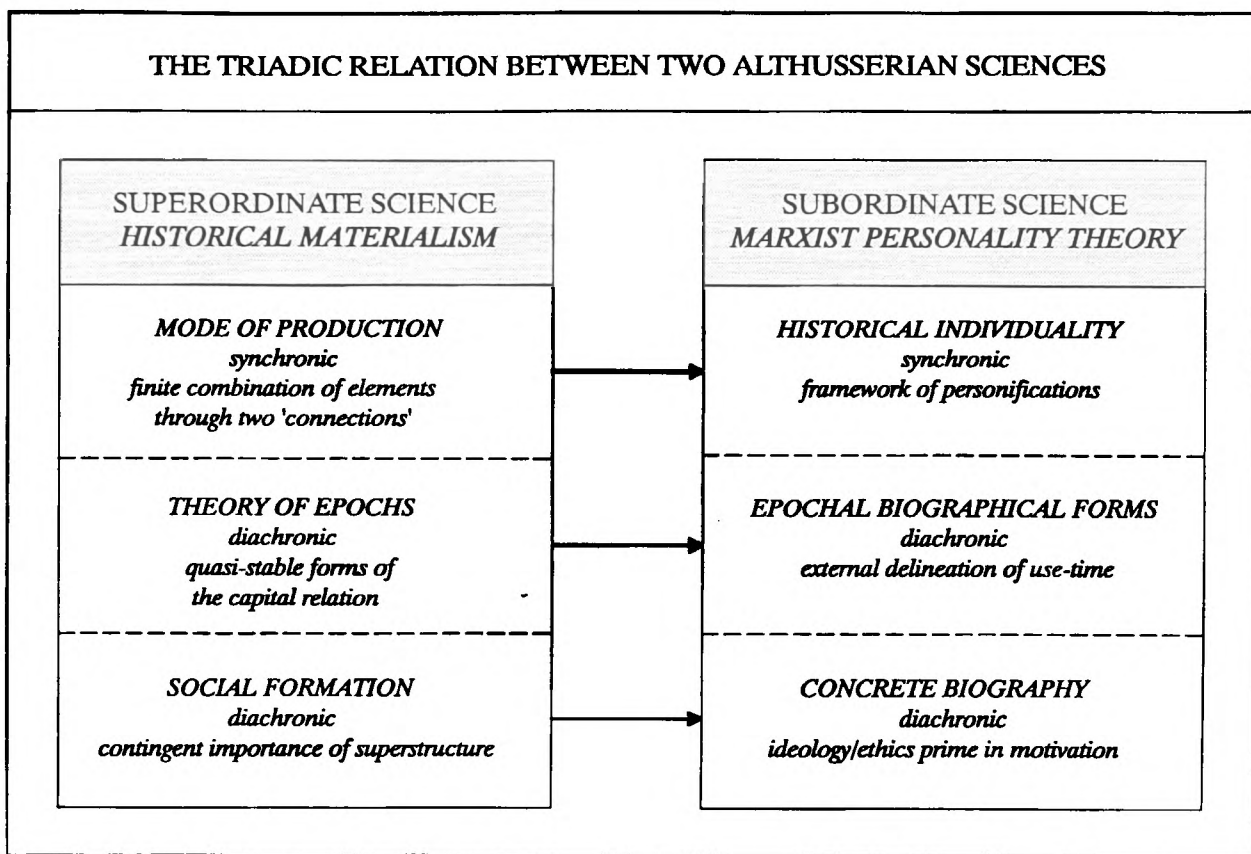 THE TRIADIC RELATION BETWEEN TWO ALTHUSSERIAN SCIENCES
SUPERORDINATE SCIENCE
HISTORICAL MATERIALISM
MODE OF PRODUCTION
synchronic
finite combination of elements
through two 'connections'
THEORY OF EPOCHS
diachronic
quasi-stable forms of
the capital relation
SOCIAL FORMATION
diachronic
contingent importance of superstructure
SUBORDINATE SCIENCE
MARXIST PERSONALITY THEORY
HISTORICAL INDIVIDUALITY
synchronic
framework of personifications
EPOCHAL BIOGRAPHICAL FORMS
diachronic
external delineation of use-time
CONCRETE BIOGRAPHY
diachronic
ideology/ethics prime in motivation